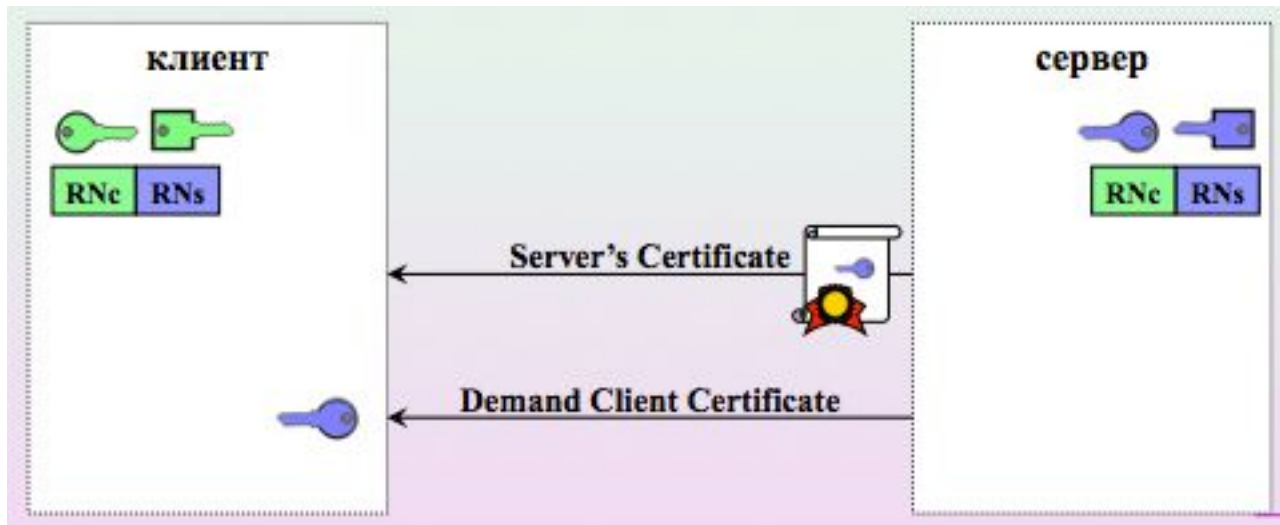 клиент
сервер
RNc RNs
RNc RNs
Server's Certificate
Demand Client Certificate